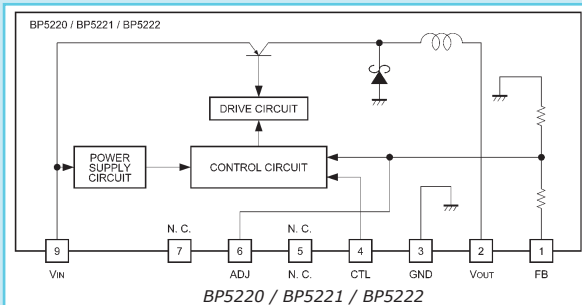 BP5220 / BP5221 / BP5222
DRIVE CIRCUIT
POWER
SUPPLY
CIRCUIT
CONTROL CIRCUIT
N. C. N. C.
9 7 6 5 4 3 2 1
VIN ADJ N. C. CTL GND VOUT FB
BP5220 / BP5221 / BP5222